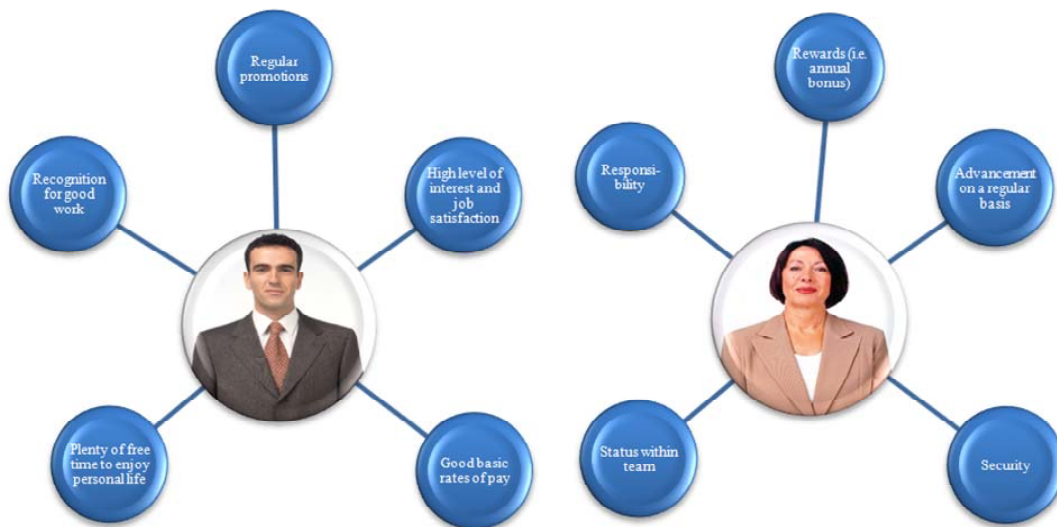 Regular
promotions
Recognition
for good
work
High level of
interest and
job
satisfaction
Plenty of free
time to enjoy
personal life
Good basic
rates of pay
Rewards (i.e.
annual
bonus)
Responsi-
bility
Advancement
on a regular
basis
Status within
team
Security